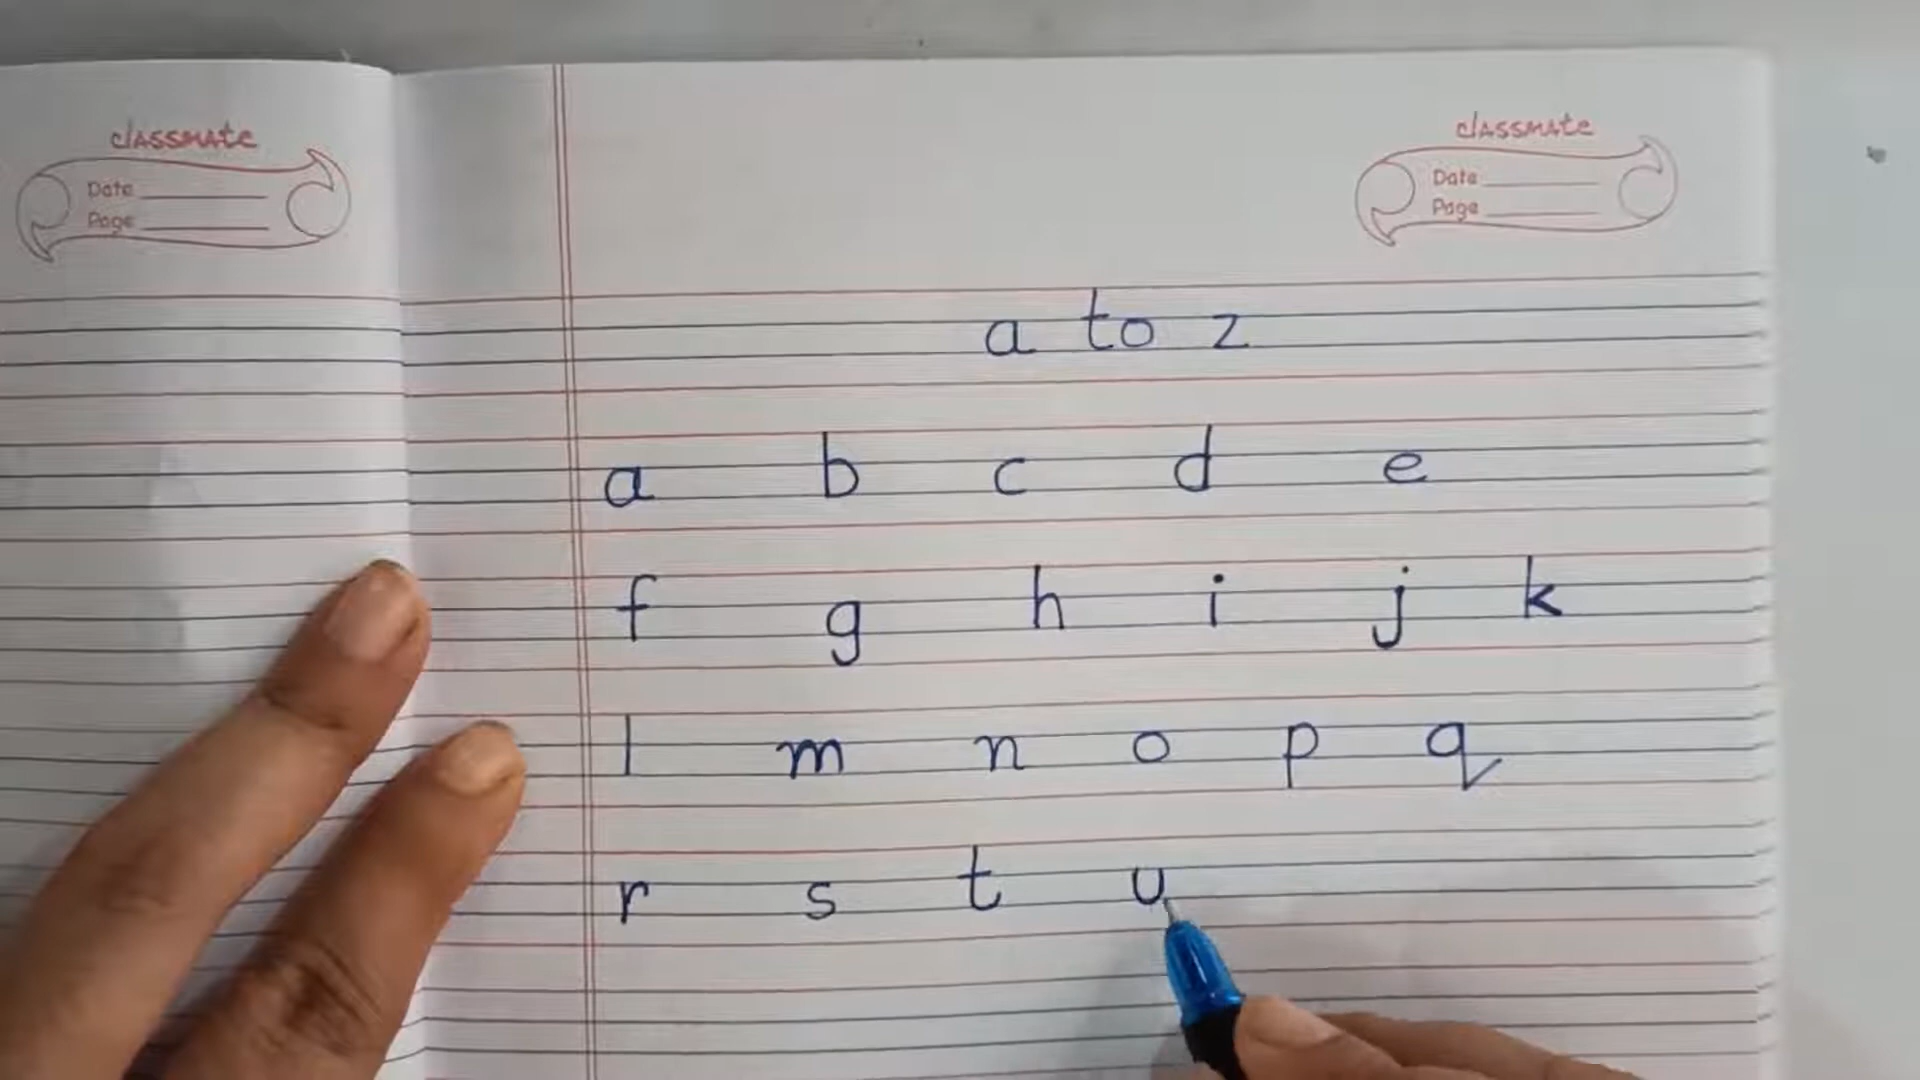 classmate
Date
Page
classmate
Date
Page
a to z
a b c d e
f g h i j k
l m n o p q
r s t u